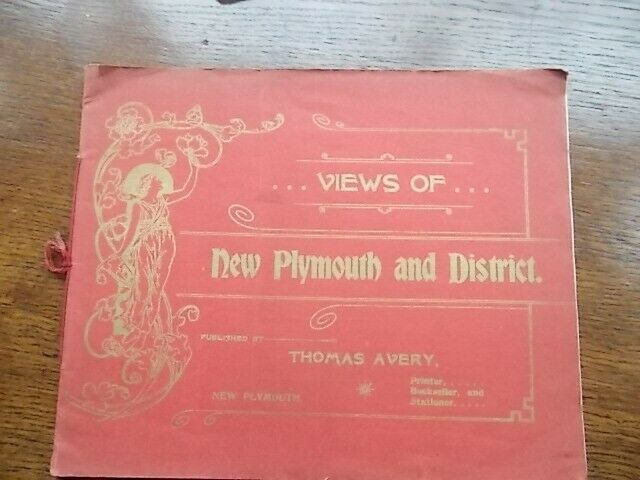 ... VIEWS OF ...
New Plymouth and District.
PUBLISHED BY
THOMAS AVERY,
NEW PLYMOUTH
Printer, . . . . .
Bookseller, and
Stationer. . . . .